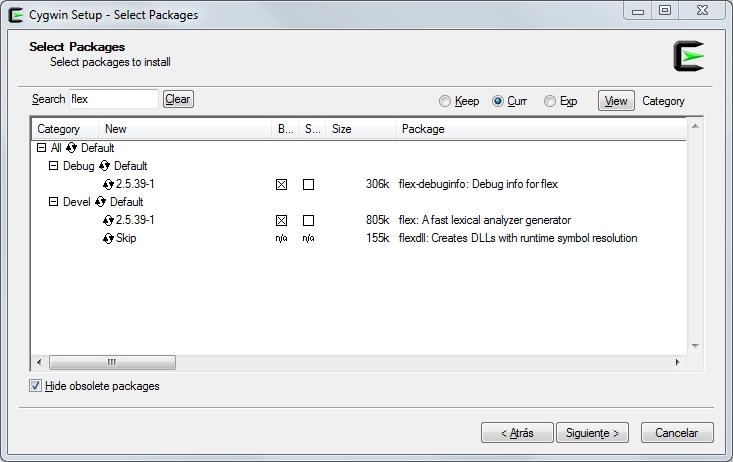 Cygwin Setup - Select Packages
Select Packages
Select packages to install
Search flex Clear Keep Curr Exp View Category
Category New B... S... Size Package
All Default
Debug Default
2.5.39-1 306k flex-debuginfo: Debug info for flex
Devel Default
2.5.39-1 805k flex: A fast lexical analyzer generator
Skip n/a n/a 155k flexdll: Creates DLLs with runtime symbol resolution
Hide obsolete packages
< Atrás Siguiente > Cancelar